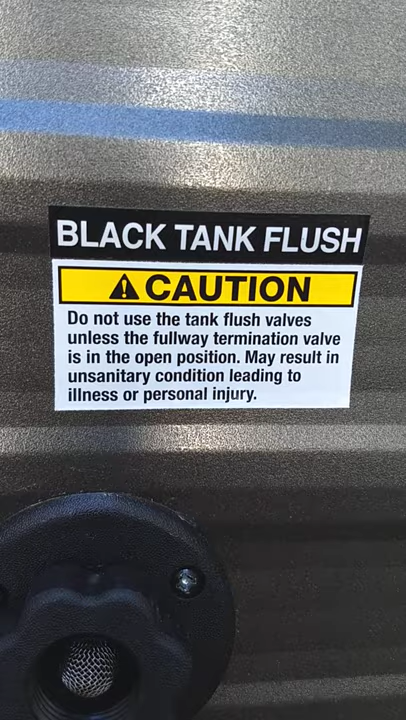 BLACK TANK FLUSH
CAUTION
Do not use the tank flush valves
unless the fullway termination valve
is in the open position. May result in
unsanitary condition leading to
illness or personal injury.